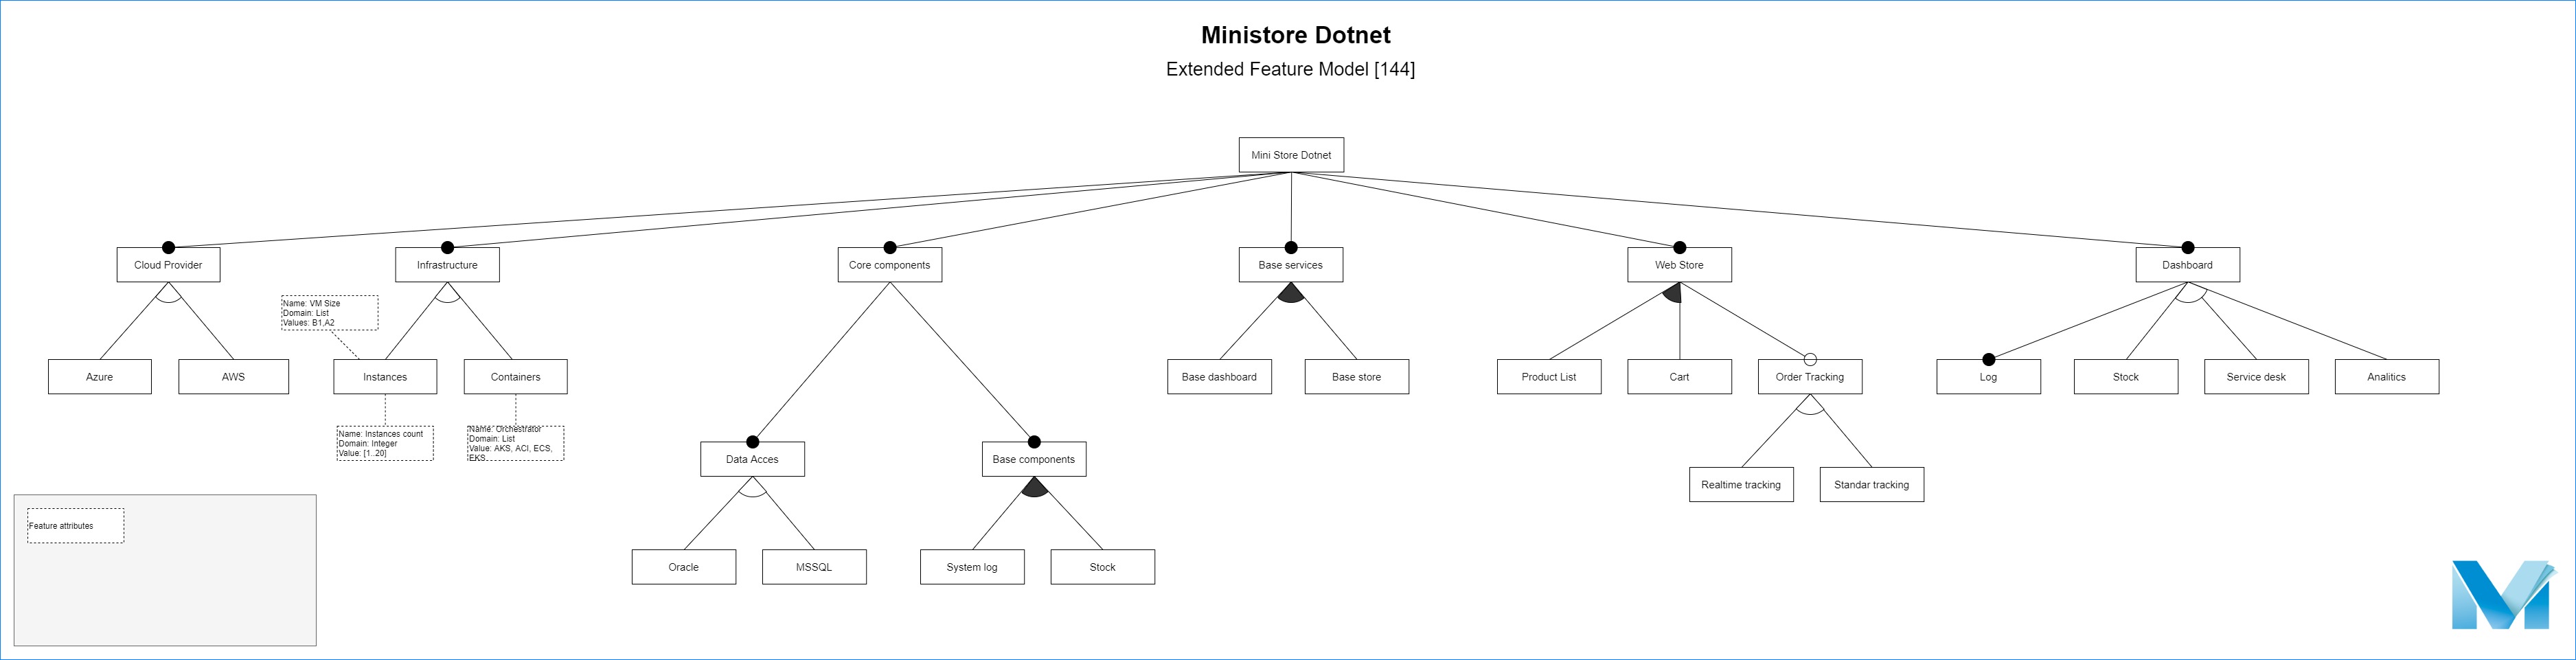 Ministore Dotnet
Extended Feature Model [144]
Mini Store Dotnet
Cloud Provider
Infrastructure
Core components
Base services
Web Store
Dashboard
Name: VM Size
Domain: List
Values: B1,A2
Azure
AWS
Instances
Containers
Base dashboard
Base store
Product List
Cart
Order Tracking
Log
Stock
Service desk
Analitics
Name: Instances count
Domain: Integer
Value: [1..20]
Name: Orchestrator
Domain: List
Value: AKS, ACI, ECS,
EKS
Data Acces
Base components
Realtime tracking
Standar tracking
Feature attributes
Oracle
MSSQL
System log
Stock